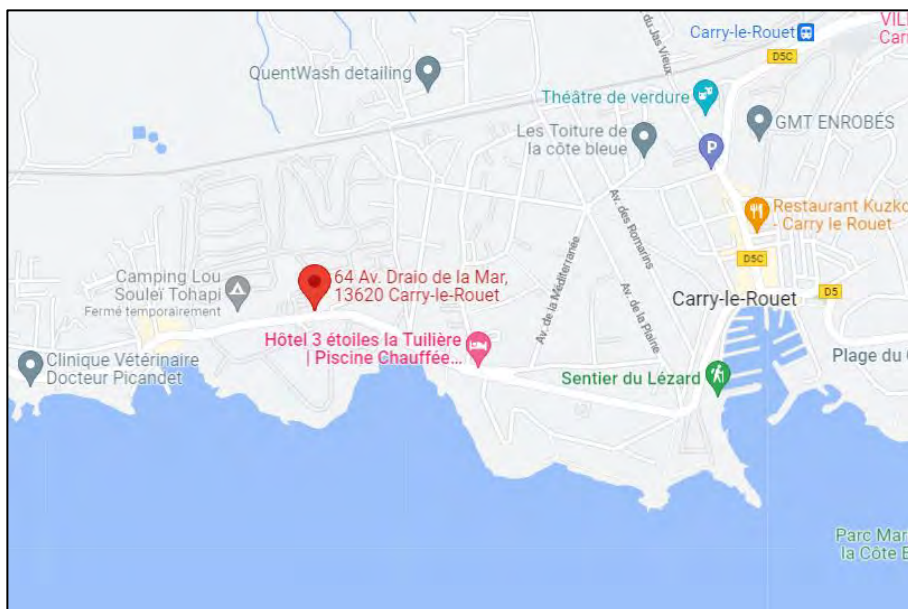 VIL
Carr
Carry-le-Rouet
D5C
du Jas Vieux
QuentWash detailing
Théâtre de verdure
GMT ENROBÉS
Les Toiture de
la côte bleue
P
Av. des Romarins
Restaurant Kuzko
- Carry le Rouet
Av. de la Méditerranée
D5C
Camping Lou
Souleï Tohapi
Fermé temporairement
64 Av. Draio de la Mar,
13620 Carry-le-Rouet
Av. de la Plaine
Carry-le-Rouet
D5
Hôtel 3 étoiles la Tuilière
| Piscine Chauffée...
Clinique Vétérinaire
Docteur Picandet
Plage du
Sentier du Lézard
Parc Mar
la Côte B